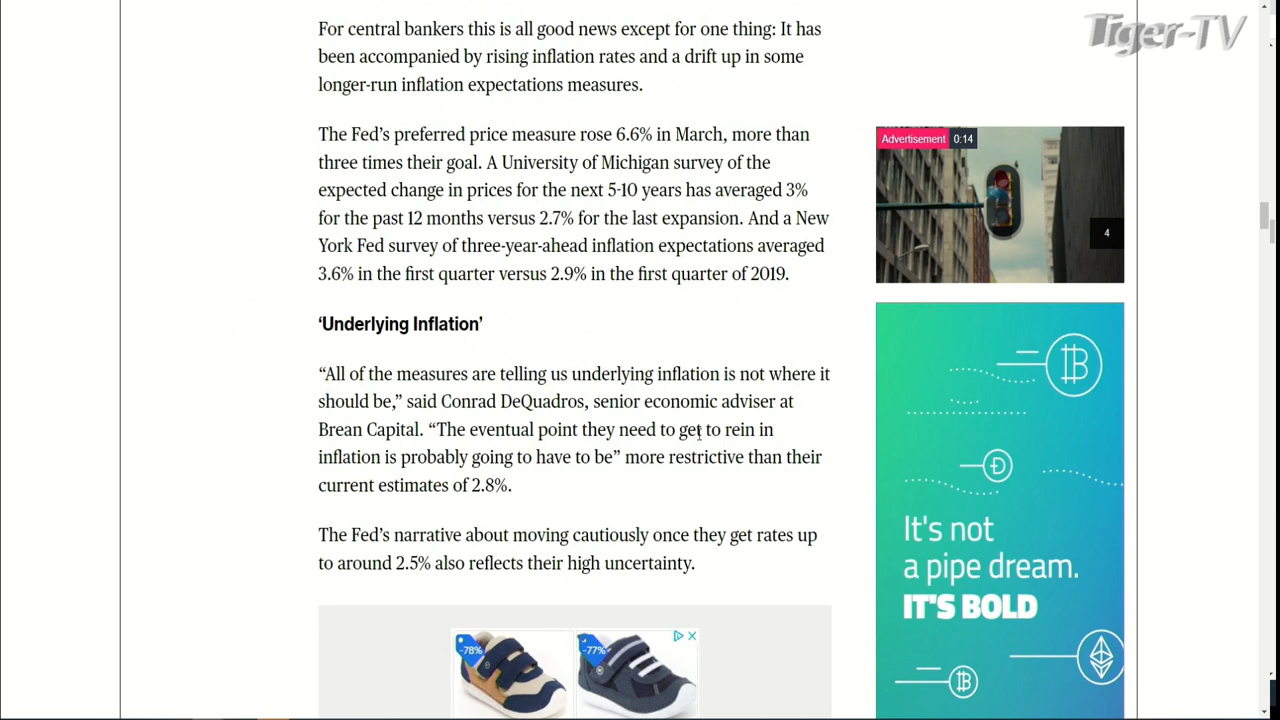 Tiger-TV
For central bankers this is all good news except for one thing: It has
been accompanied by rising inflation rates and a drift up in some
longer-run inflation expectations measures.
The Fed’s preferred price measure rose 6.6% in March, more than
three times their goal. A University of Michigan survey of the
expected change in prices for the next 5-10 years has averaged 3%
for the past 12 months versus 2.7% for the last expansion. And a New
York Fed survey of three-year-ahead inflation expectations averaged
3.6% in the first quarter versus 2.9% in the first quarter of 2019.
‘Underlying Inflation’
“All of the measures are telling us underlying inflation is not where it
should be,” said Conrad DeQuadros, senior economic adviser at
Brean Capital. “The eventual point they need to get to rein in
inflation is probably going to have to be” more restrictive than their
current estimates of 2.8%.
The Fed’s narrative about moving cautiously once they get rates up
to around 2.5% also reflects their high uncertainty.
-78%
-77%
Advertisement 0:14
4
It's not
a pipe dream.
IT'S BOLD